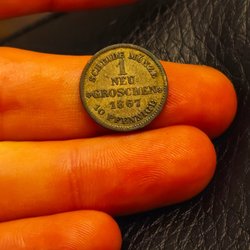 SCHEIDE MÜNZE
1
NEU
GROSCHEN
1867
10 PFENNIGE